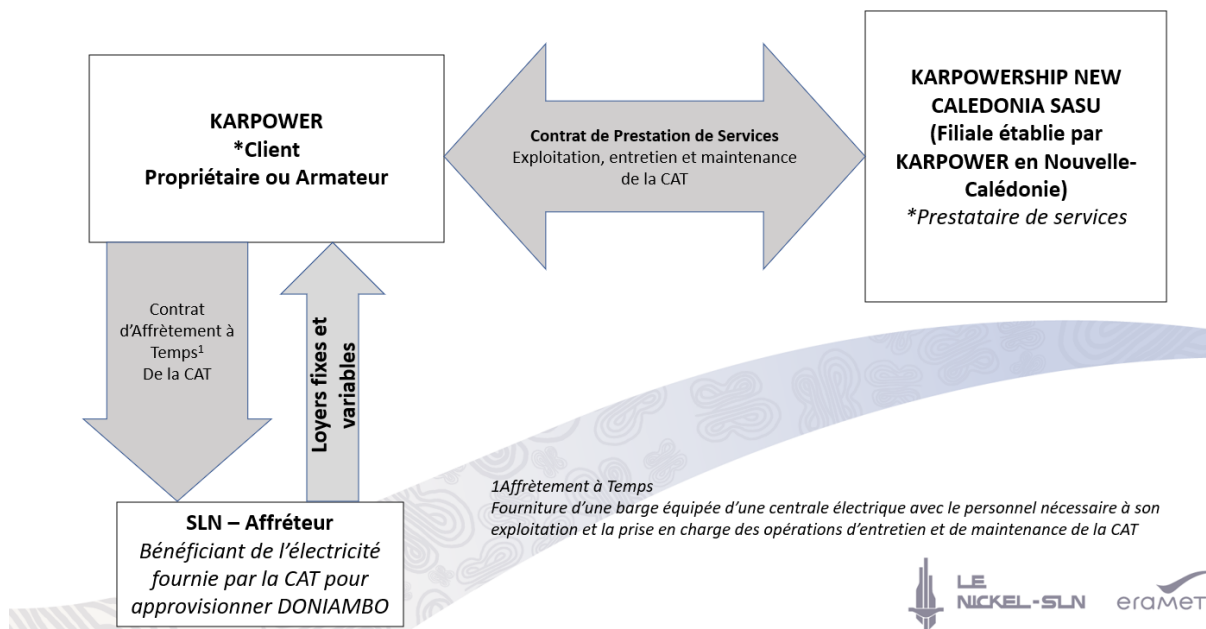 KARPOWER
*Client
Propriétaire ou Armateur
Contrat de Prestation de Services
Exploitation, entretien et maintenance
de la CAT
KARPOWERSHIP NEW
CALEDONIA SASU
(Filiale établie par
KARPOWER en Nouvelle-
Calédonie)
*Prestataire de services
Contrat
d’Affrètement à
Temps¹
De la CAT
Loyers fixes et
variables
SLN – Affréteur
Bénéficiant de l’électricité
fournie par la CAT pour
approvisionner DONIAMBO
1Affrètement à Temps
Fourniture d’une barge équipée d’une centrale électrique avec le personnel nécessaire à son
exploitation et la prise en charge des opérations d’entretien et de maintenance de la CAT
LE
NICKEL-SLN
eramet